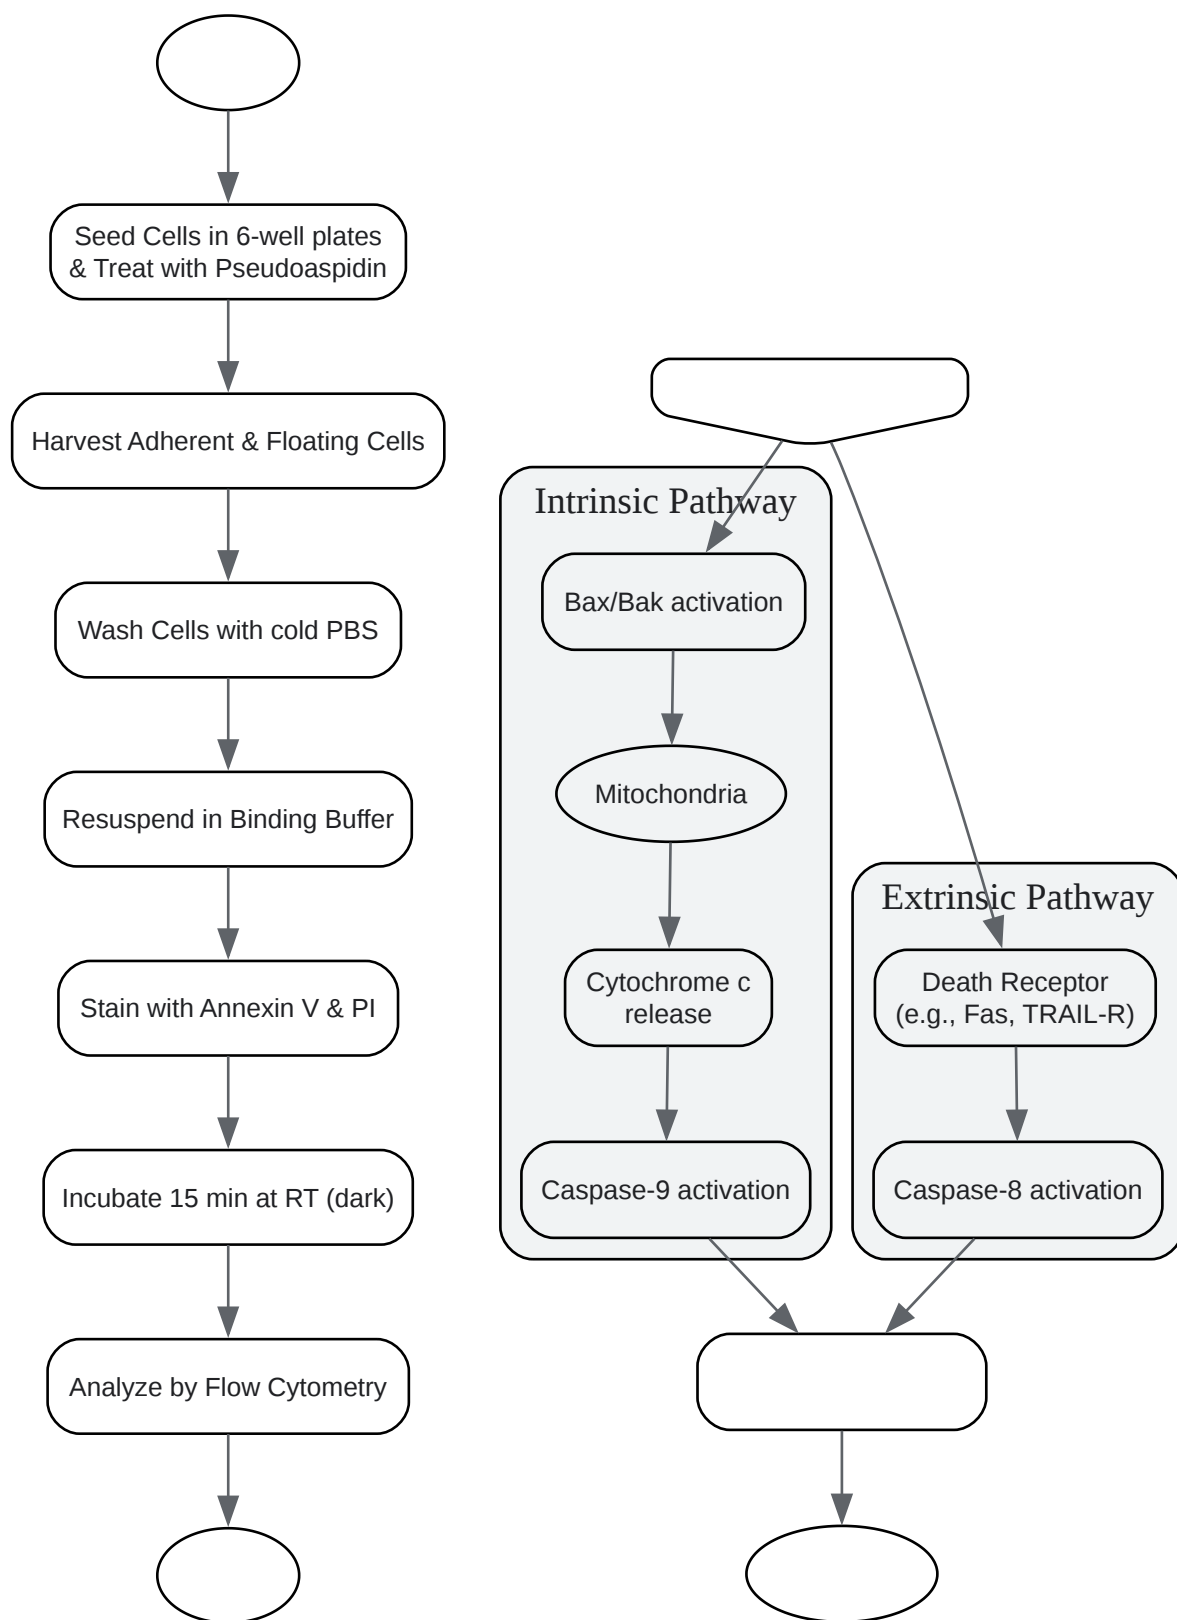 Seed Cells in 6-well plates
& Treat with Pseudoaspidin
Harvest Adherent & Floating Cells
Wash Cells with cold PBS
Resuspend in Binding Buffer
Stain with Annexin V & PI
Incubate 15 min at RT (dark)
Analyze by Flow Cytometry
Intrinsic Pathway
Bax/Bak activation
Mitochondria
Cytochrome c
release
Caspase-9 activation
Extrinsic Pathway
Death Receptor
(e.g., Fas, TRAIL-R)
Caspase-8 activation